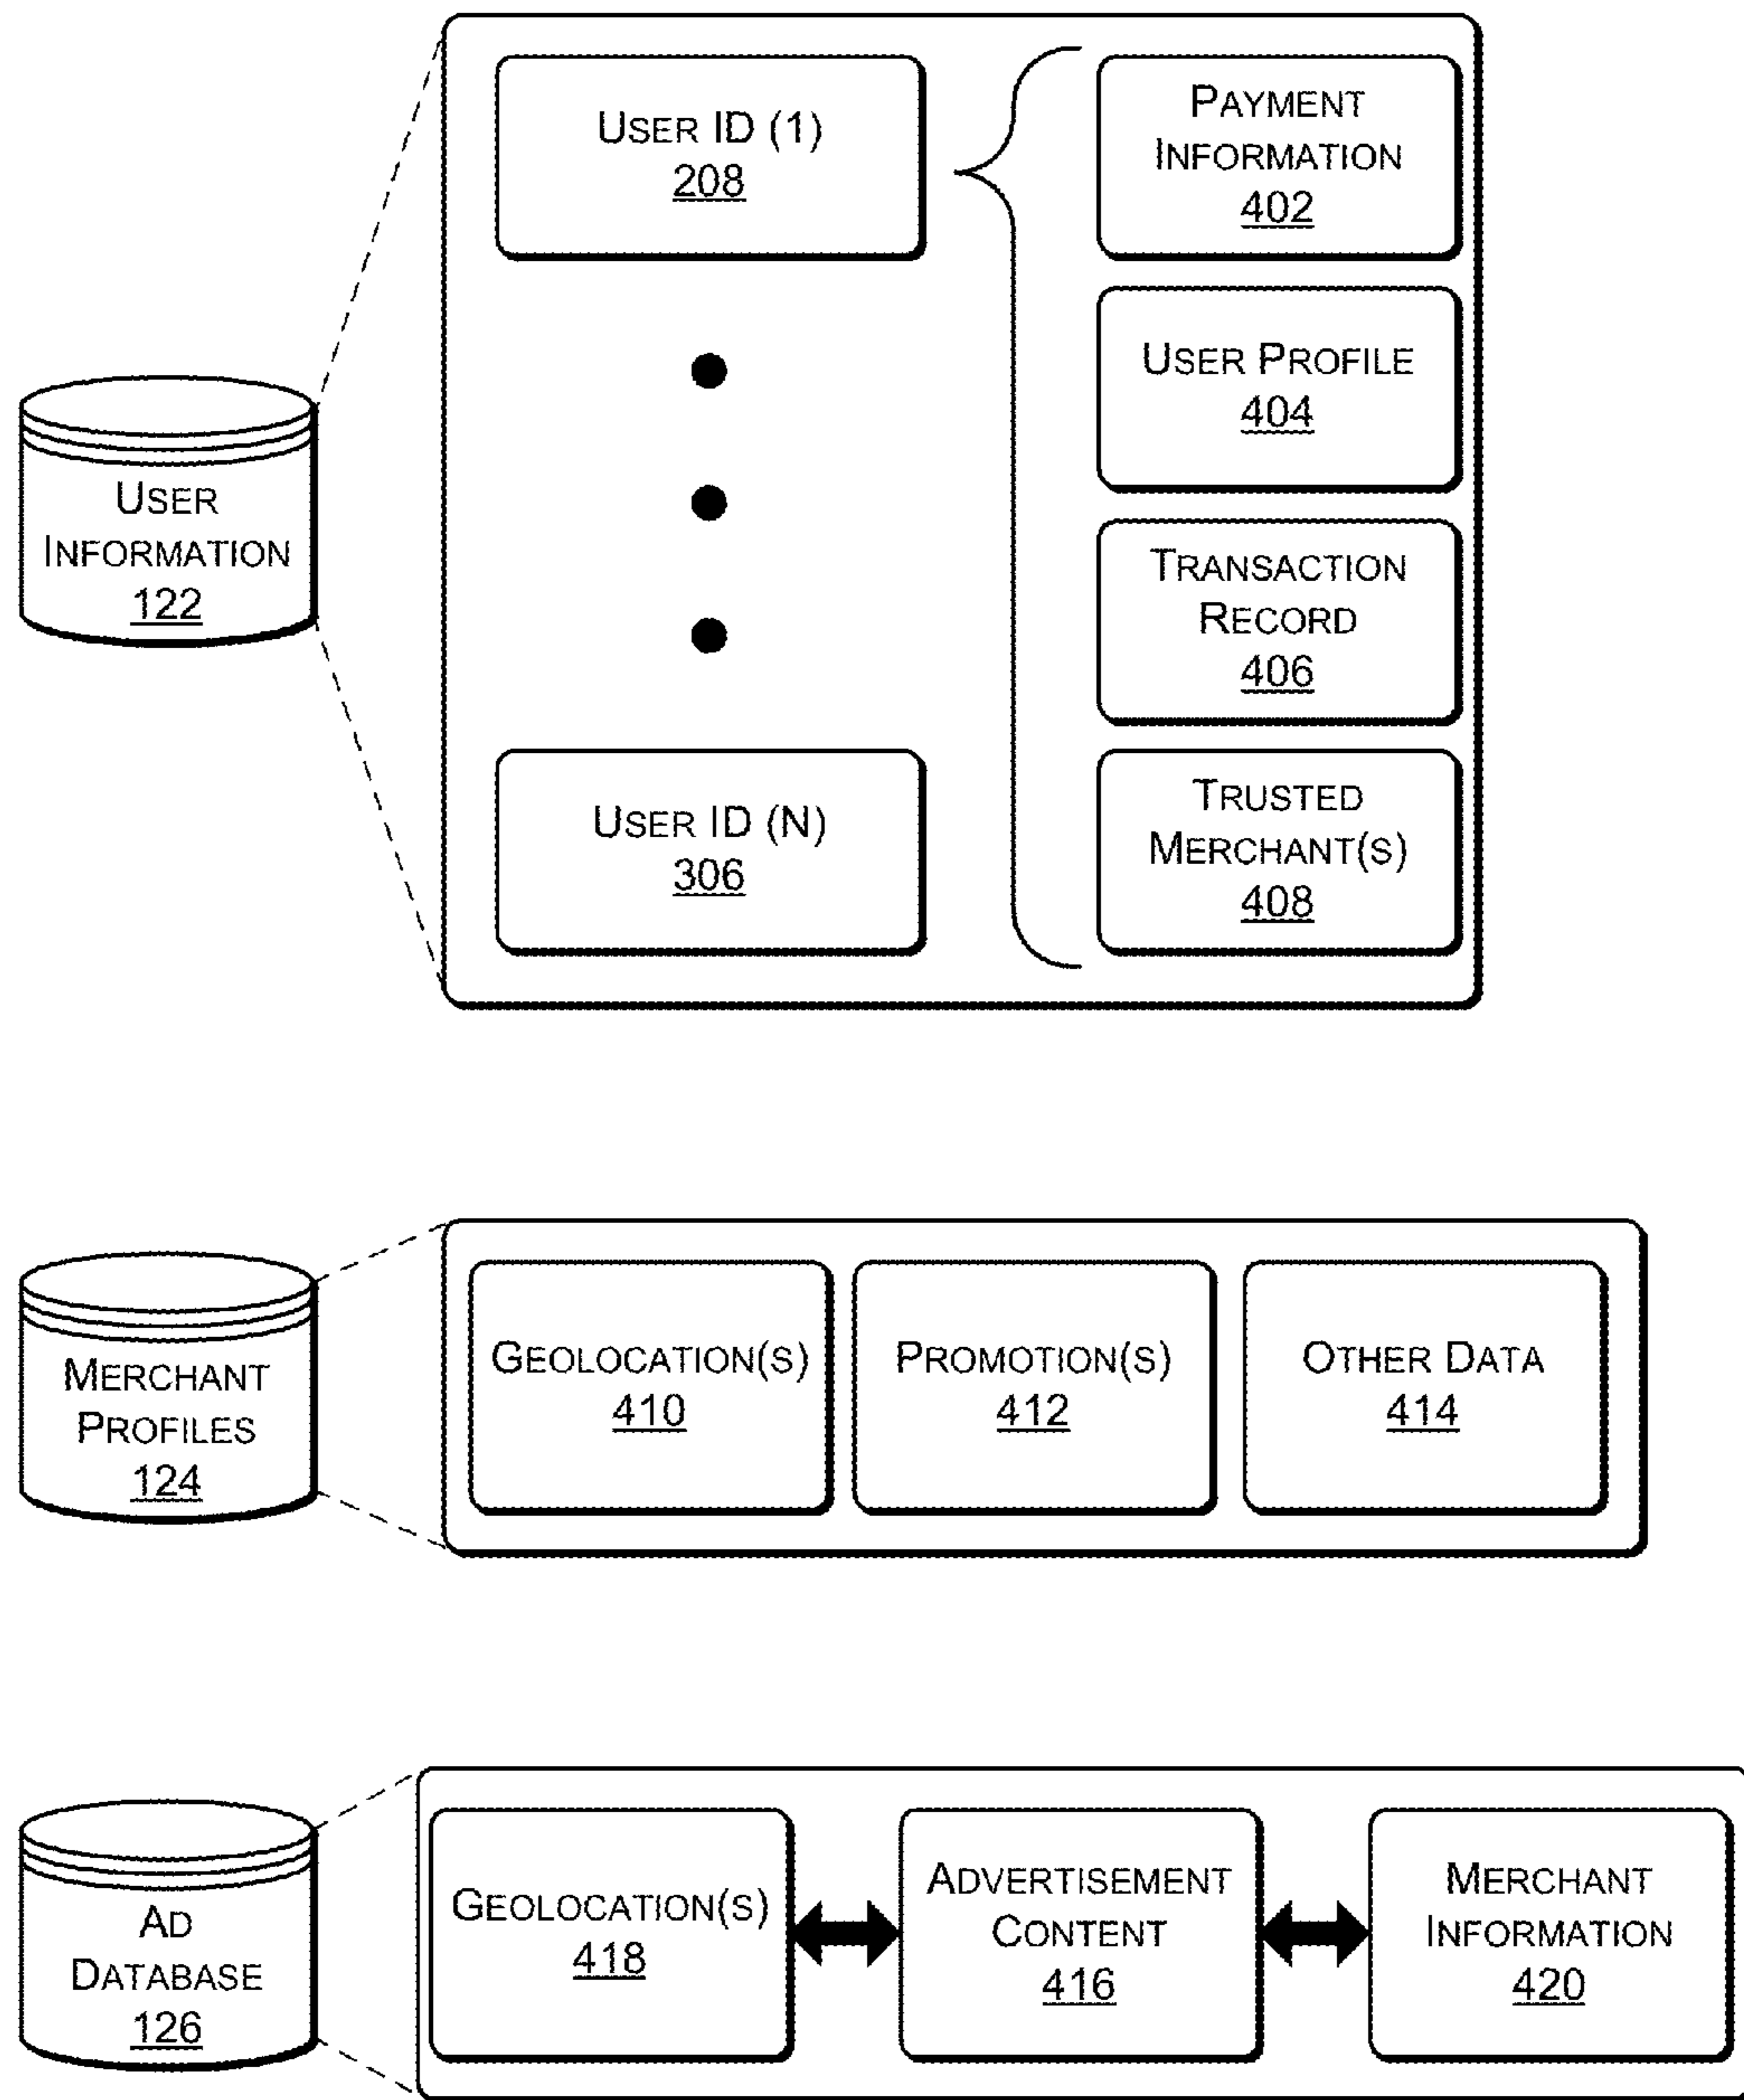 USER ID (1)
208
PAYMENT
INFORMATION
402
USER PROFILE
404
USER
INFORMATION
122
TRANSACTION
RECORD
406
USER ID (N)
306
TRUSTED
MERCHANT(S)
408
MERCHANT
PROFILES
124
GEOLOCATION(S)
410
PROMOTION(S)
412
OTHER DATA
414
AD
DATABASE
126
GEOLOCATION(S)
418
ADVERTISEMENT
CONTENT
416
MERCHANT
INFORMATION
420